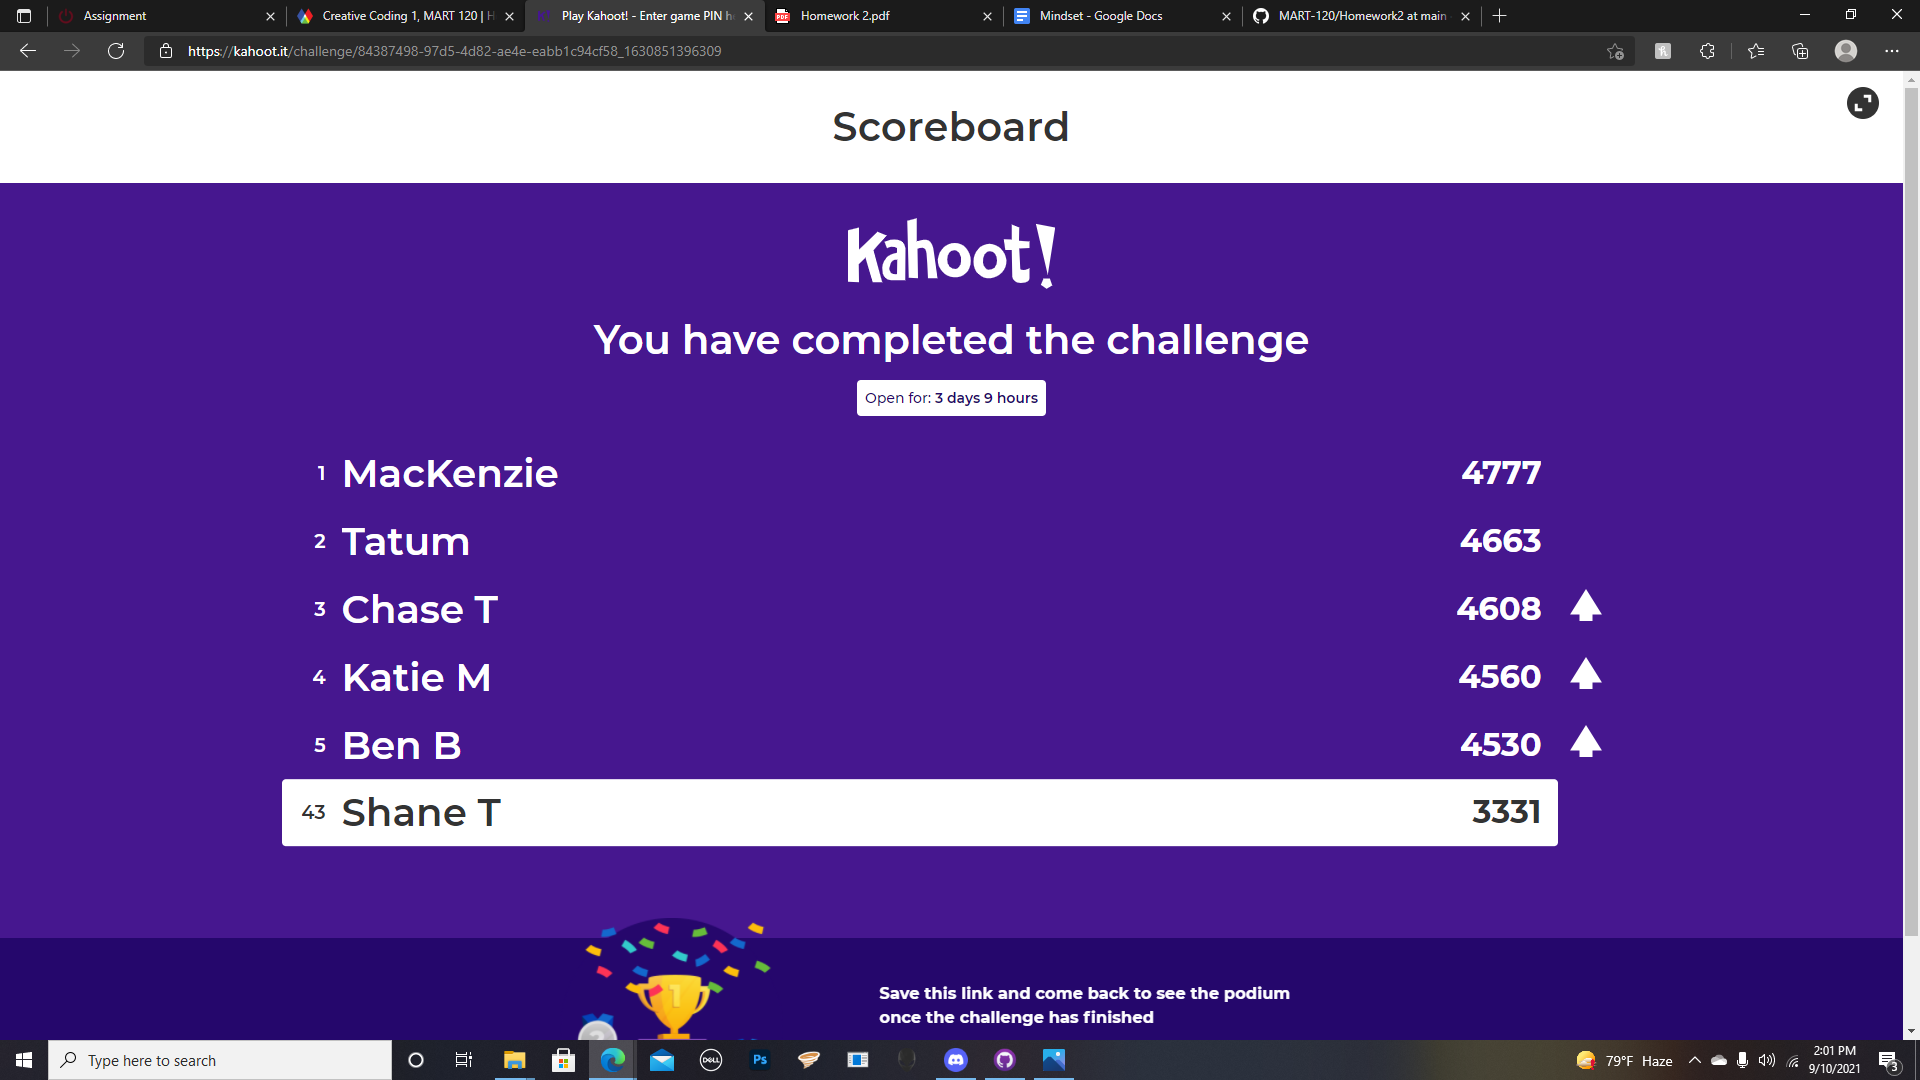 Assignment
Creative Coding 1, MART 120 | H
Play Kahoot! - Enter game PIN h
Homework 2.pdf
Mindset - Google Docs
MART-120/Homework2 at main
https://kahoot.it/challenge/84387498-97d5-4d82-ae4e-eabb1c94cf58_1630851396309
Scoreboard
Kahoot!
You have completed the challenge
Open for: 3 days 9 hours
1 MacKenzie 4777
2 Tatum 4663
3 Chase T 4608
4 Katie M 4560
5 Ben B 4530
43 Shane T 3331
1
2
Save this link and come back to see the podium
once the challenge has finished
Type here to search
DELL
Ps
79°F Haze
2:01 PM
9/10/2021
3